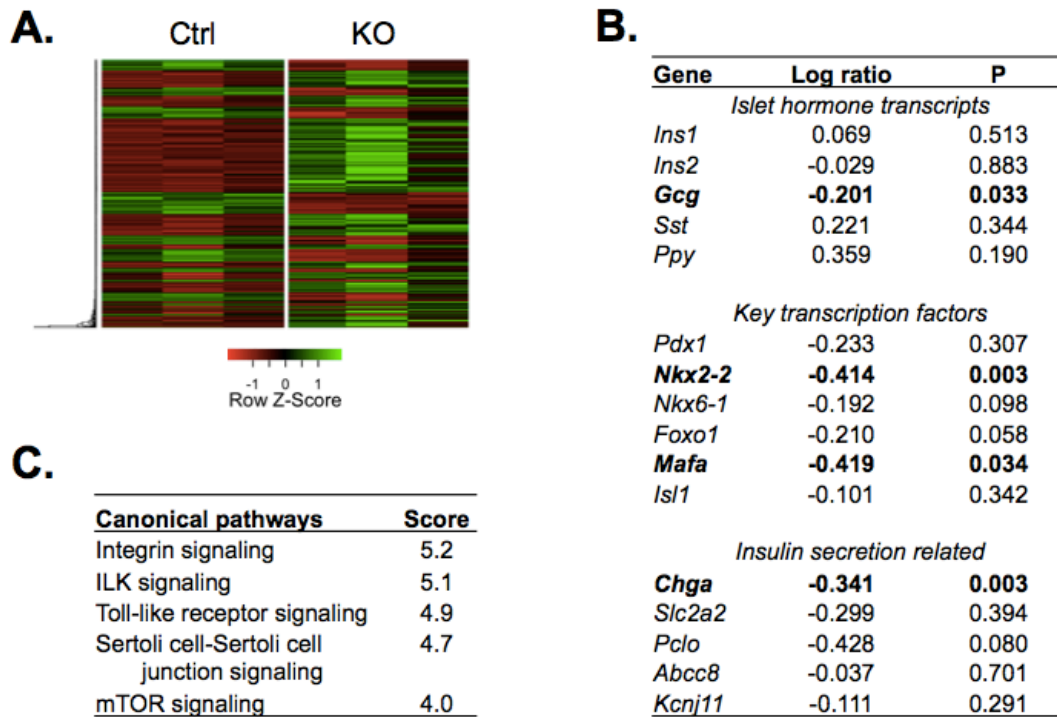 A.
Ctrl KO
-1 0 1
Row Z-Score
B.
Gene Log ratio P
Islet hormone transcripts
Ins1 0.069 0.513
Ins2 -0.029 0.883
Gcg -0.201 0.033
Sst 0.221 0.344
Ppy 0.359 0.190
Key transcription factors
Pdx1 -0.233 0.307
Nkx2-2 -0.414 0.003
Nkx6-1 -0.192 0.098
Foxo1 -0.210 0.058
Mafa -0.419 0.034
Isl1 -0.101 0.342
Insulin secretion related
Chga -0.341 0.003
Slc2a2 -0.299 0.394
Pclo -0.428 0.080
Abcc8 -0.037 0.701
Kcnj11 -0.111 0.291
C.
Canonical pathways Score
Integrin signaling 5.2
ILK signaling 5.1
Toll-like receptor signaling 4.9
Sertoli cell-Sertoli cell 4.7
junction signaling
mTOR signaling 4.0